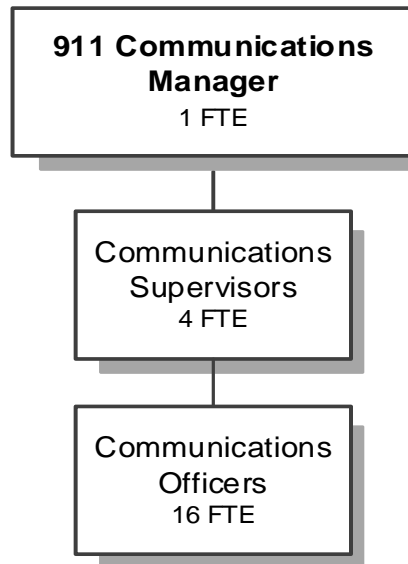 911 Communications
Manager
1 FTE
Communications
Supervisors
4 FTE
Communications
Officers
16 FTE